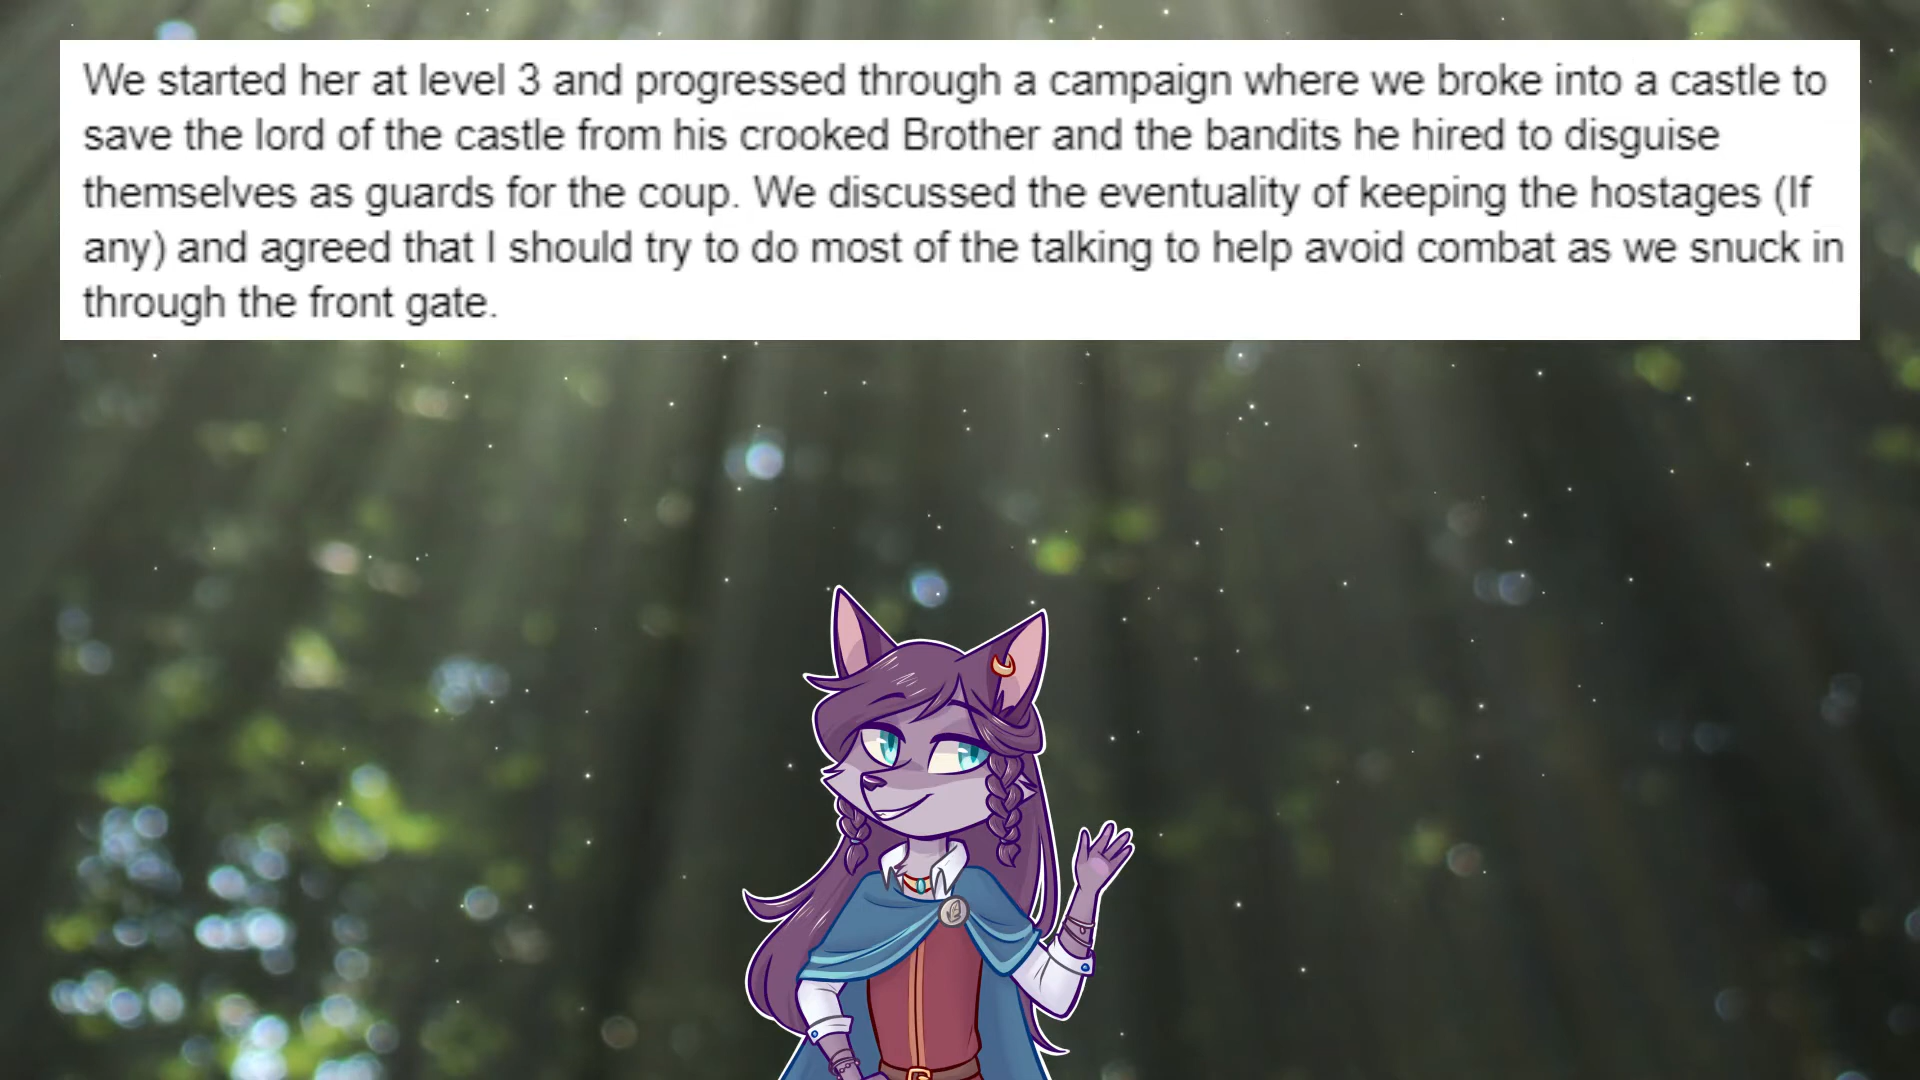 We started her at level 3 and progressed through a campaign where we broke into a castle to
save the lord of the castle from his crooked Brother and the bandits he hired to disguise
themselves as guards for the coup. We discussed the eventuality of keeping the hostages (If
any) and agreed that I should try to do most of the talking to help avoid combat as we snuck in
through the front gate.